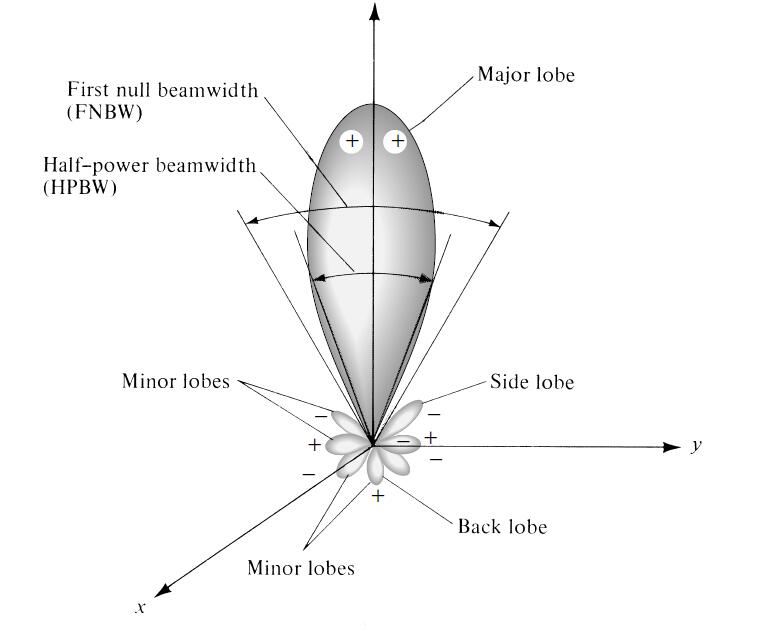 Major lobe
First null beamwidth
(FNBW)
+ +
Half-power beamwidth
(HPBW)
Minor lobes
Side lobe
− −
+ − + y
− −
+
Back lobe
Minor lobes
x